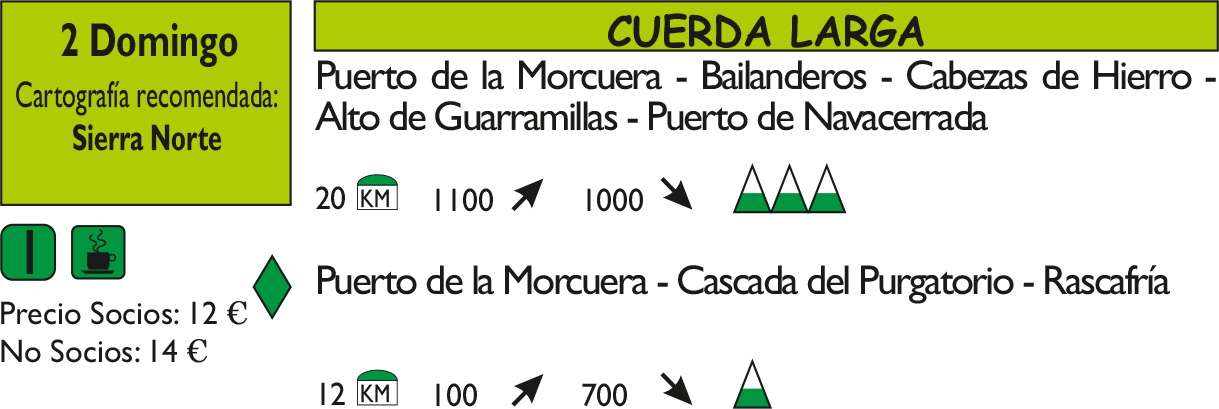 2 Domingo
Cartografía recomendada:
Sierra Norte
Precio Socios: 12 €
No Socios: 14 €
CUERDA LARGA
Puerto de la Morcuera - Bailanderos - Cabezas de Hierro -
Alto de Guarramillas - Puerto de Navacerrada
20 KM 1100 1000
Puerto de la Morcuera - Cascada del Purgatorio - Rascafría
12 KM 100 700